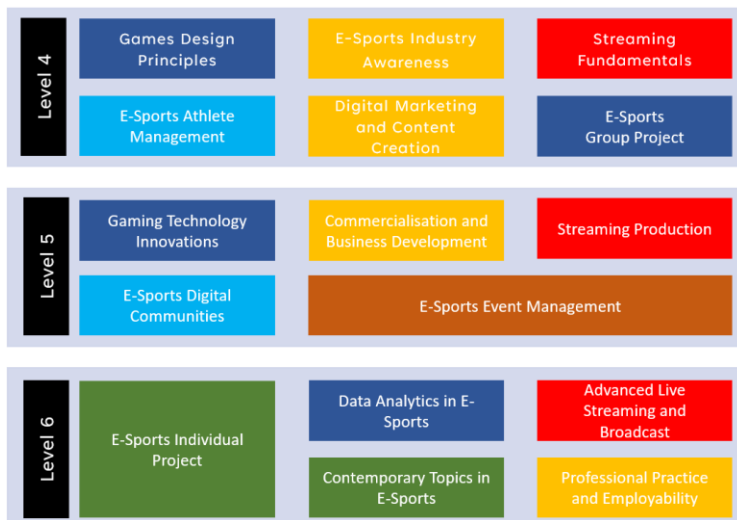 Level 4
Games Design
Principles
E-Sports Industry
Awareness
Streaming
Fundamentals
E-Sports Athlete
Management
Digital Marketing
and Content
Creation
E-Sports
Group Project
Level 5
Gaming Technology
Innovations
Commercialisation and
Business Development
Streaming Production
E-Sports Digital
Communities
E-Sports Event Management
Level 6
E-Sports Individual
Project
Data Analytics in E-
Sports
Advanced Live
Streaming and
Broadcast
Contemporary Topics in
E-Sports
Professional Practice
and Employability